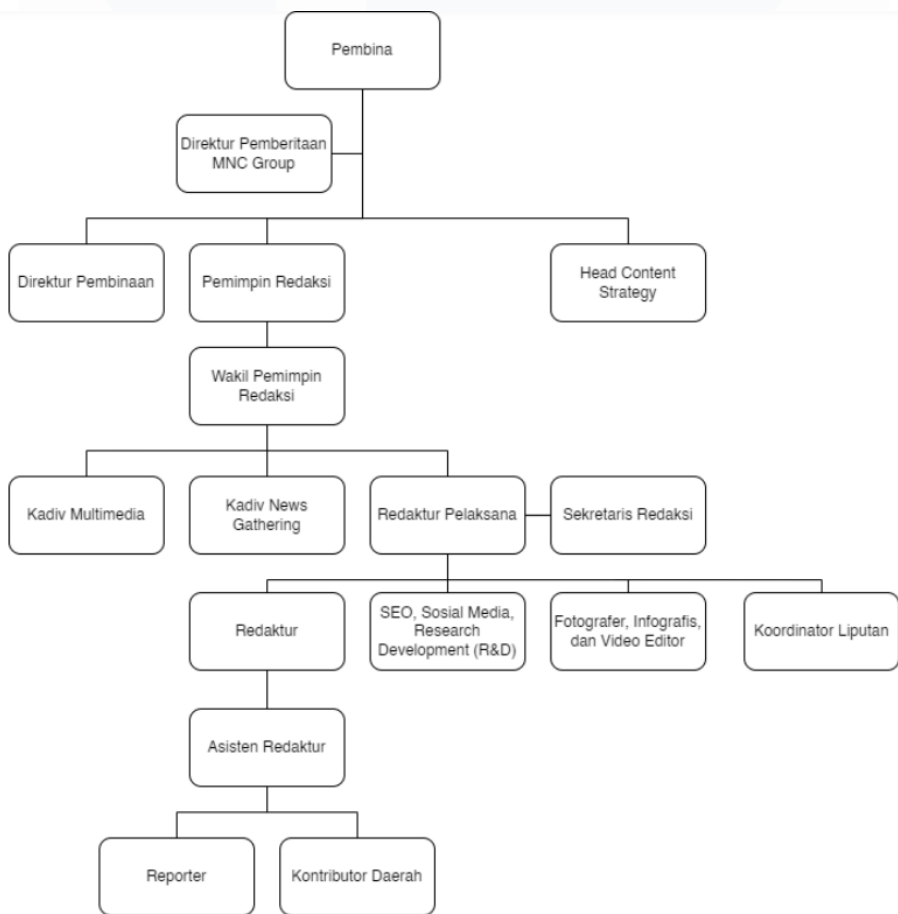 Pembina
Direktur Pemberitaan
MNC Group
Direktur Pembinaan
Pemimpin Redaksi
Head Content
Strategy
Wakil Pemimpin
Redaksi
Kadiv Multimedia
Kadiv News
Gathering
Redaktur Pelaksana
Sekretaris Redaksi
Redaktur
SEO, Sosial Media,
Research
Development (R&D)
Fotografer, Infografis,
dan Video Editor
Koordinator Liputan
Asisten Redaktur
Reporter
Kontributor Daerah